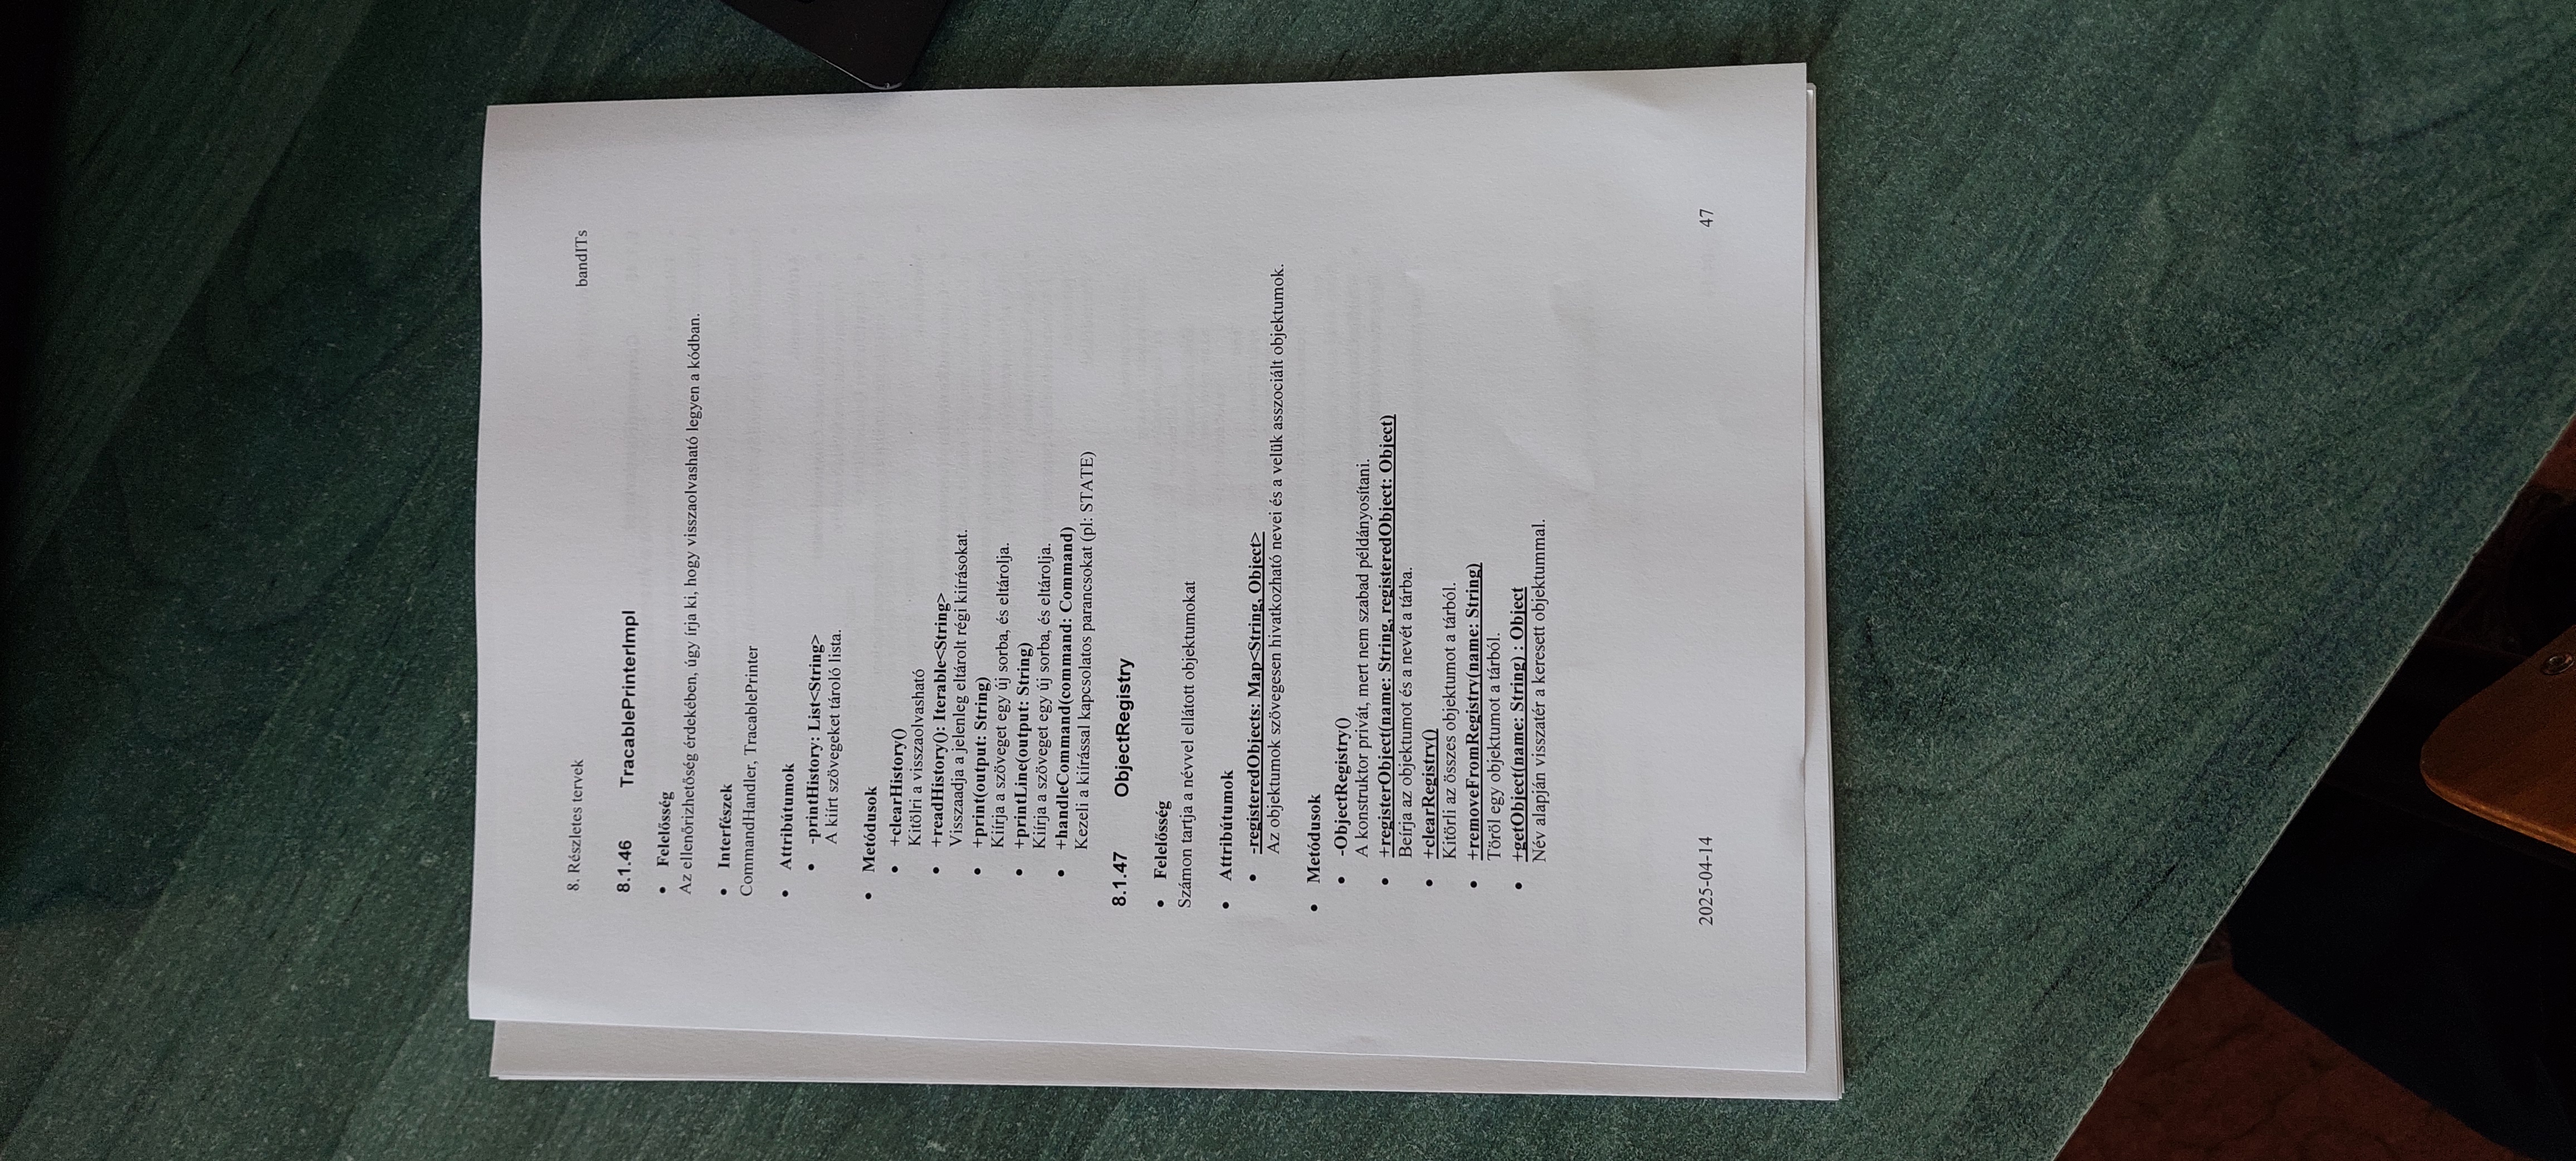 8. Részletes tervek bandITs
8.1.46 TracablePrinterImpl
• Felelősség
Az ellenőrizhetőség érdekében, úgy írja ki, hogy visszaolvasható legyen a kódban.
• Interfészek
CommandHandler, TracablePrinter
• Attribútumok
• -printHistory: List<String>
A kiírt szövegeket tároló lista.
• Metódusok
• +clearHistory()
Kitölri a visszaolvasható
• +readHistory(): Iterable<String>
Visszaadja a jelenleg eltárolt régi kiírásokat.
• +print(output: String)
Kiírja a szöveget egy új sorba, és eltárolja.
• +printLine(output: String)
Kiírja a szöveget egy új sorba, és eltárolja.
• +handleCommand(command: Command)
Kezeli a kiírással kapcsolatos parancsokat (pl: STATE)
8.1.47 ObjectRegistry
• Felelősség
Számon tartja a névvel ellátott objektumokat
• Attribútumok
• -registeredObjects: Map<String, Object>
Az objektumok szövegesen hivatkozható nevei és a velük asszociált objektumok.
• Metódusok
• -ObjectRegistry()
A konstruktor privát, mert nem szabad példányosítani.
• +registerObject(name: String, registeredObject: Object)
Beírja az objektumot és a nevét a tárba.
• +clearRegistry()
Kitörli az összes objektumot a tárból.
• +removeFromRegistry(name: String)
Töröl egy objektumot a tárból.
• +getObject(name: String) : Object
Név alapján visszatér a keresett objektummal.
2025-04-14 47